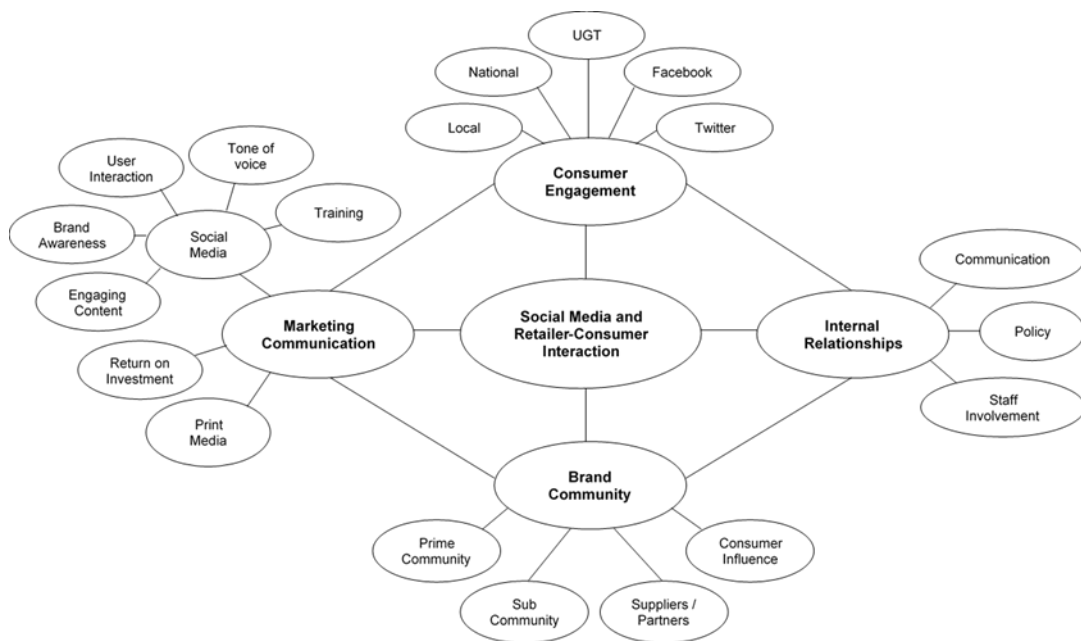 UGT
National
Facebook
Local
Twitter
Consumer
Engagement
Tone of
voice
User
Interaction
Training
Brand
Awareness
Social
Media
Engaging
Content
Communication
Marketing
Communication
Social Media and
Retailer-Consumer
Interaction
Internal
Relationships
Policy
Return on
Investment
Staff
Involvement
Print
Media
Brand
Community
Prime
Community
Consumer
Influence
Sub
Community
Suppliers /
Partners